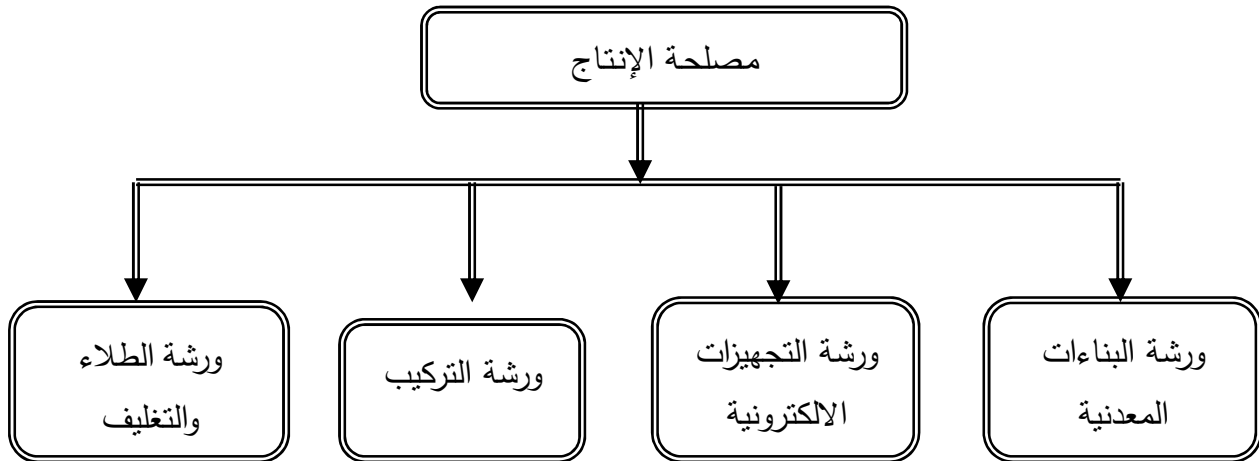 مصلحة الإنتاج
ورشة البناءات
المعدنية
ورشة التجهيزات
الالكترونية
ورشة التركيب
ورشة الطلاء
والتغليف